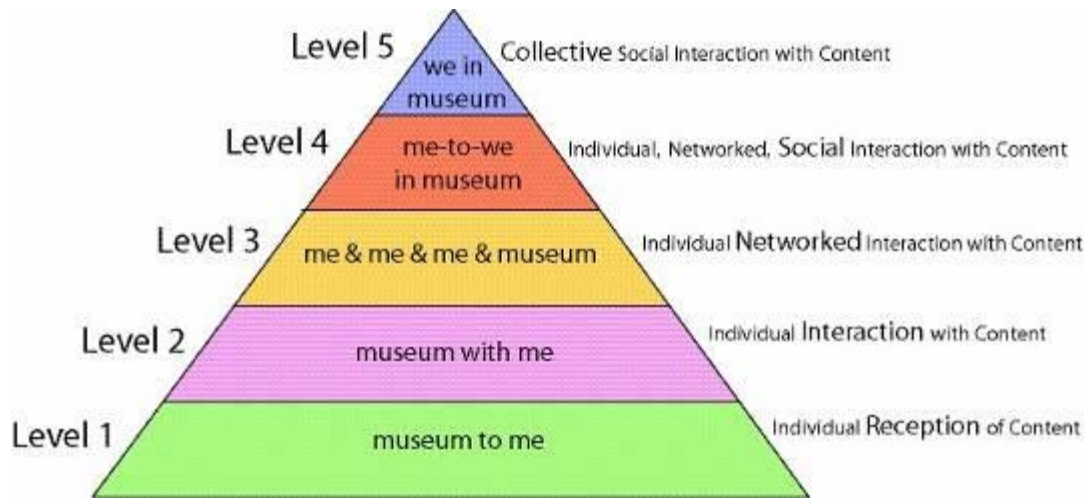 Level 5
we in
museum
Collective Social Interaction with Content
Level 4
me-to-we
in museum
Individual, Networked, Social Interaction with Content
Level 3
me & me & me & museum
Individual Networked Interaction with Content
Level 2
museum with me
Individual Interaction with Content
Level 1
museum to me
Individual Reception of Content